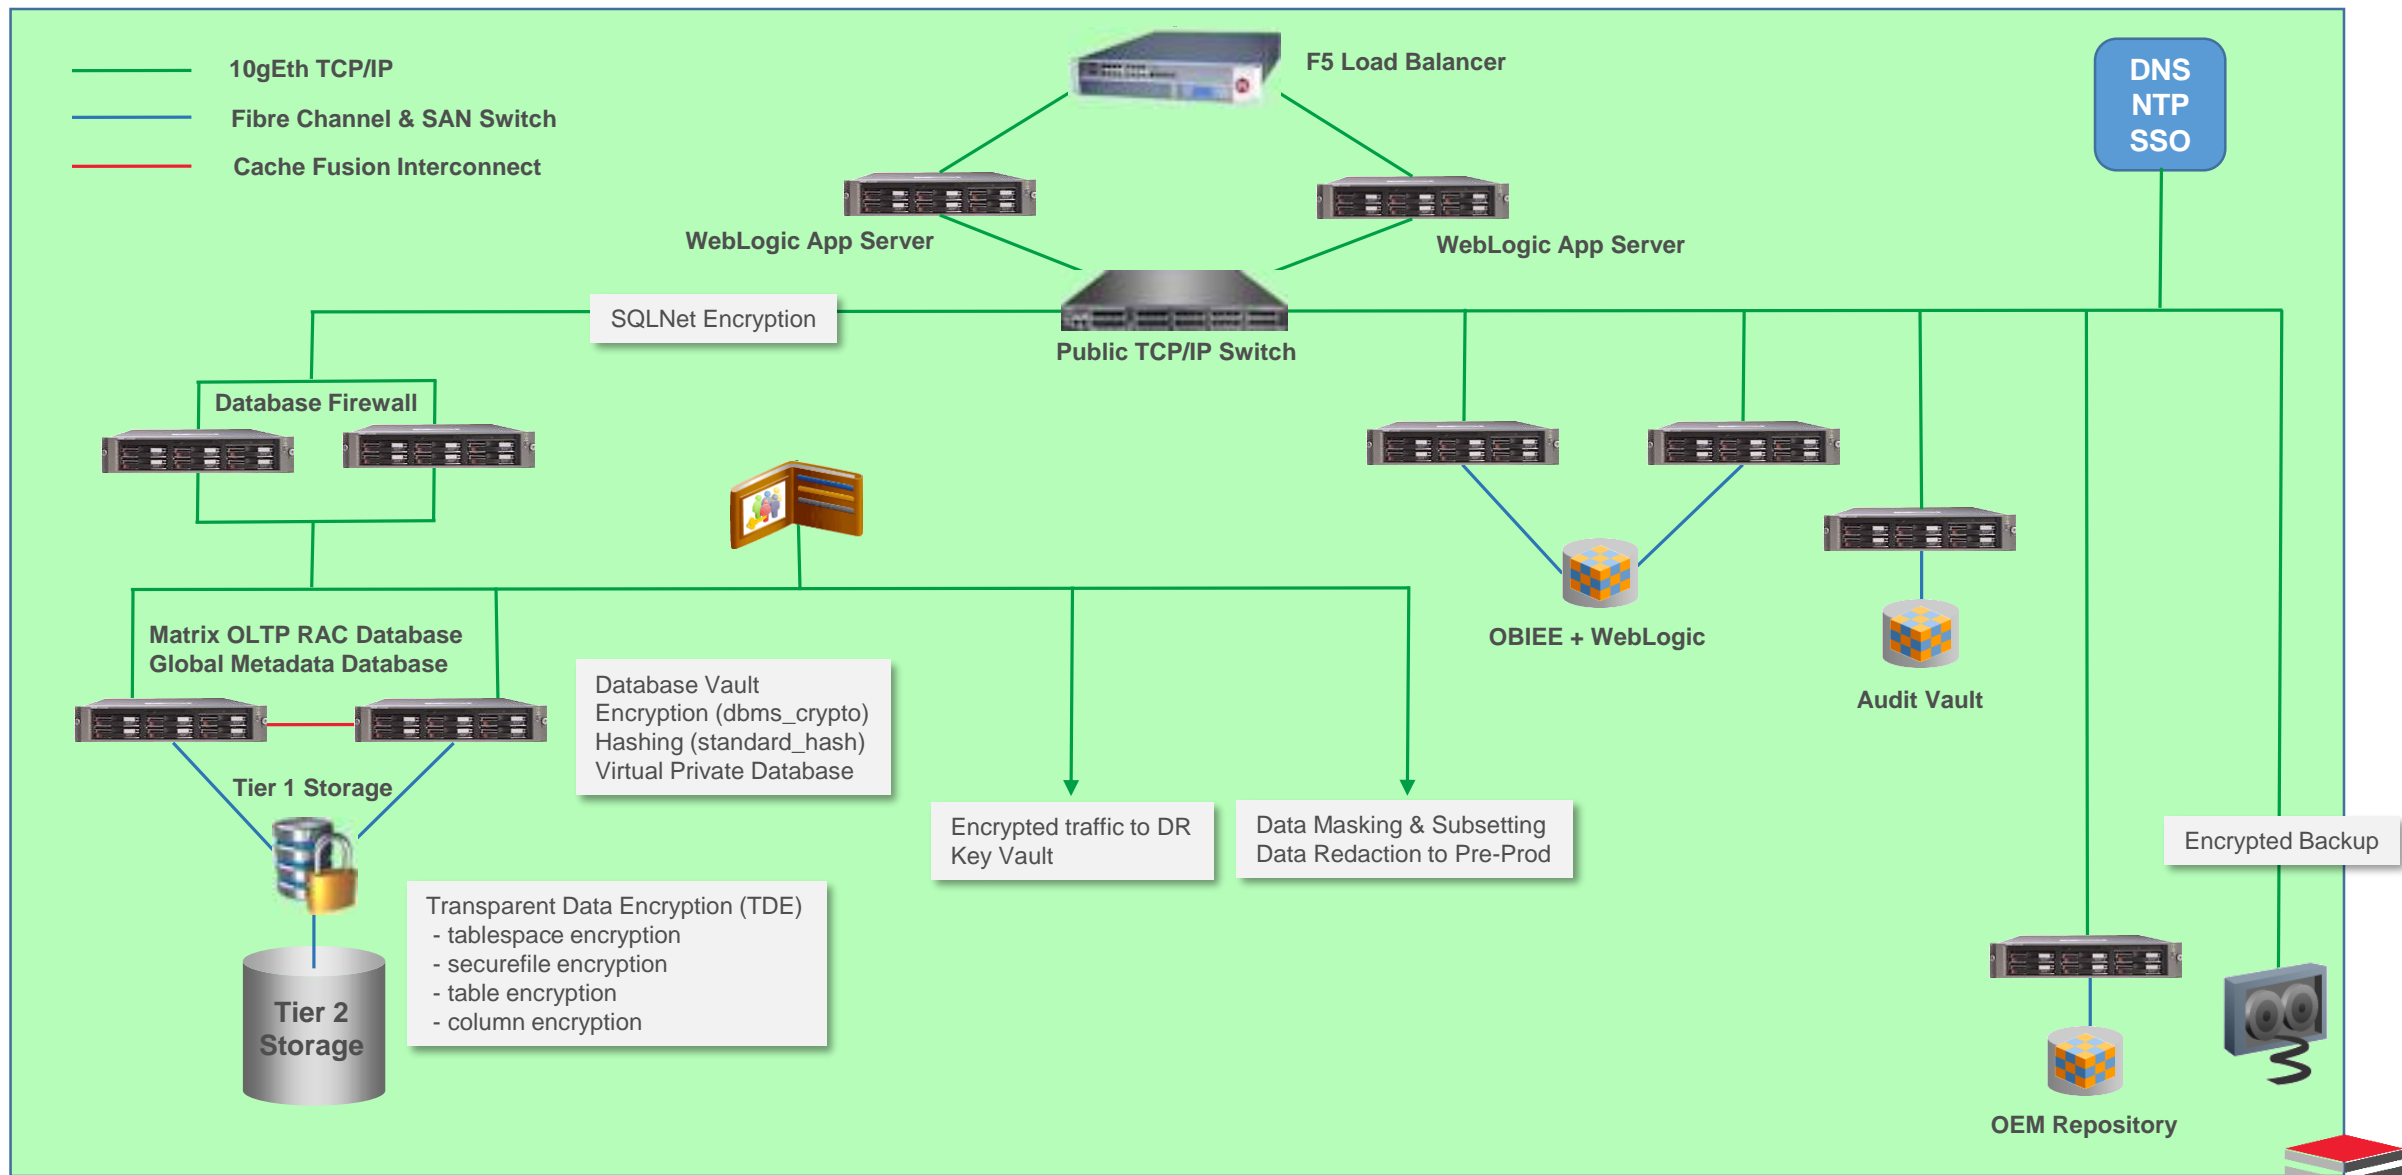 10gEth TCP/IP
Fibre Channel & SAN Switch
Cache Fusion Interconnect
F5 Load Balancer
DNS
NTP
SSO
WebLogic App Server
WebLogic App Server
SQLNet Encryption
Public TCP/IP Switch
Database Firewall
Matrix OLTP RAC Database
Global Metadata Database
Database Vault
Encryption (dbms_crypto)
Hashing (standard_hash)
Virtual Private Database
OBIEE + WebLogic
Audit Vault
Tier 1 Storage
Encrypted traffic to DR
Key Vault
Data Masking & Subsetting
Data Redaction to Pre-Prod
Encrypted Backup
Transparent Data Encryption (TDE)
- tablespace encryption
- securefile encryption
- table encryption
- column encryption
Tier 2
Storage
OEM Repository